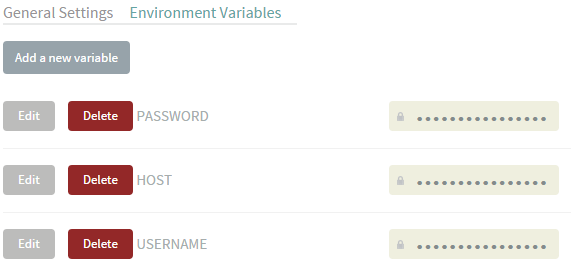 General Settings Environment Variables
Add a new variable
Edit Delete PASSWORD ••••••••••••••••
Edit Delete HOST ••••••••••••••••
Edit Delete USERNAME ••••••••••••••••